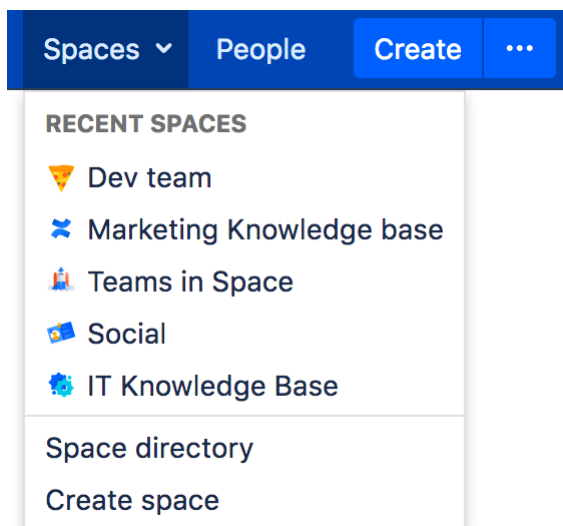 Spaces People Create ...
RECENT SPACES
Dev team
Marketing Knowledge base
Teams in Space
Social
IT Knowledge Base
Space directory
Create space